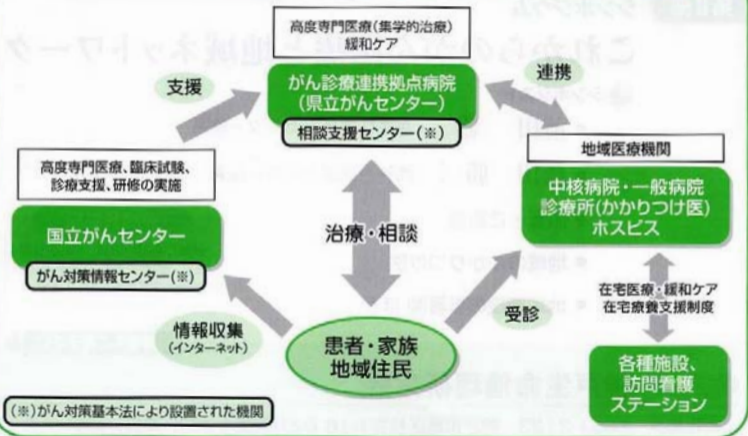 高度専門医療(集学的治療)
緩和ケア
がん診療連携拠点病院
(県立がんセンター)
相談支援センター(※)
支援
連携
高度専門医療、臨床試験、
診療支援、研修の実施
国立がんセンター
がん対策情報センター(※)
地域医療機関
中核病院・一般病院
診療所(かかりつけ医)
ホスピス
治療・相談
在宅医療・緩和ケア
在宅療養支援制度
情報収集
(インターネット)
受診
患者・家族
地域住民
各種施設、
訪問看護
ステーション
(※)がん対策基本法により設置された機関